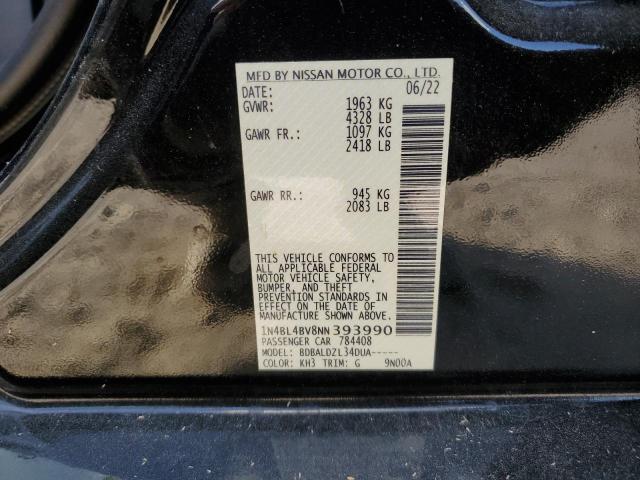 MFD BY NISSAN MOTOR CO., LTD.
DATE: 06/22
GVWR: 1963 KG
4328 LB
GAWR FR.: 1097 KG
2418 LB
GAWR RR.: 945 KG
2083 LB
THIS VEHICLE CONFORMS TO
ALL APPLICABLE FEDERAL
MOTOR VEHICLE SAFETY,
BUMPER, AND THEFT
PREVENTION STANDARDS IN
EFFECT ON THE DATE OF
MANUFACTURE SHOWN ABOVE.
1N4BL4BV8NN393990
PASSENGER CAR 784408
MODEL: BDBALDZL34DUA-----
COLOR: KH3 TRIM: G 9N00A